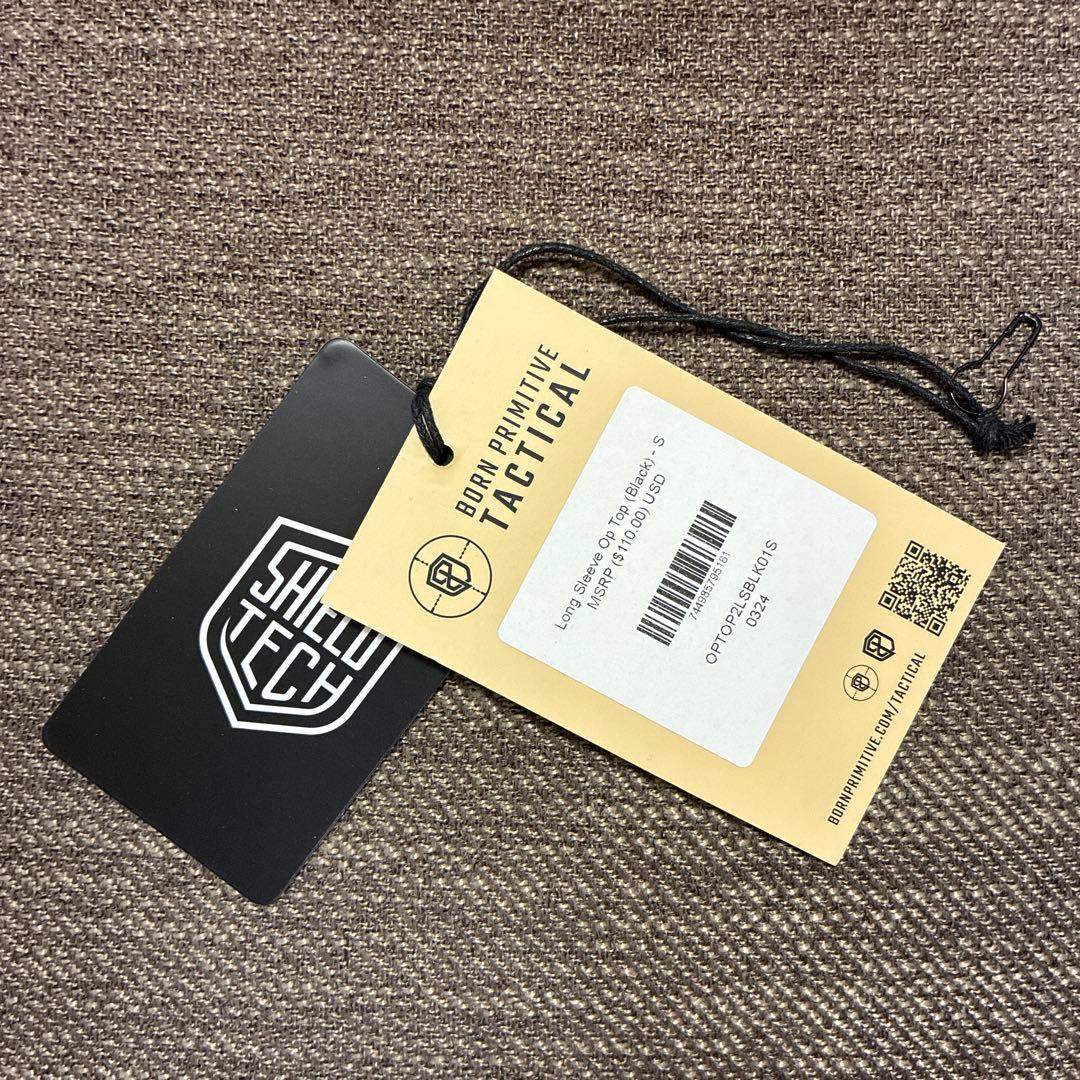 BORN PRIMITIVE
TACTICAL
Long Sleeve Op Top (Black) - S
MSRP ($110.00) USD
744985795161
OPTOP2LSBLK01S
0324
BORNPRIMITIVE.COM/TACTICAL
SHIELD
TECH